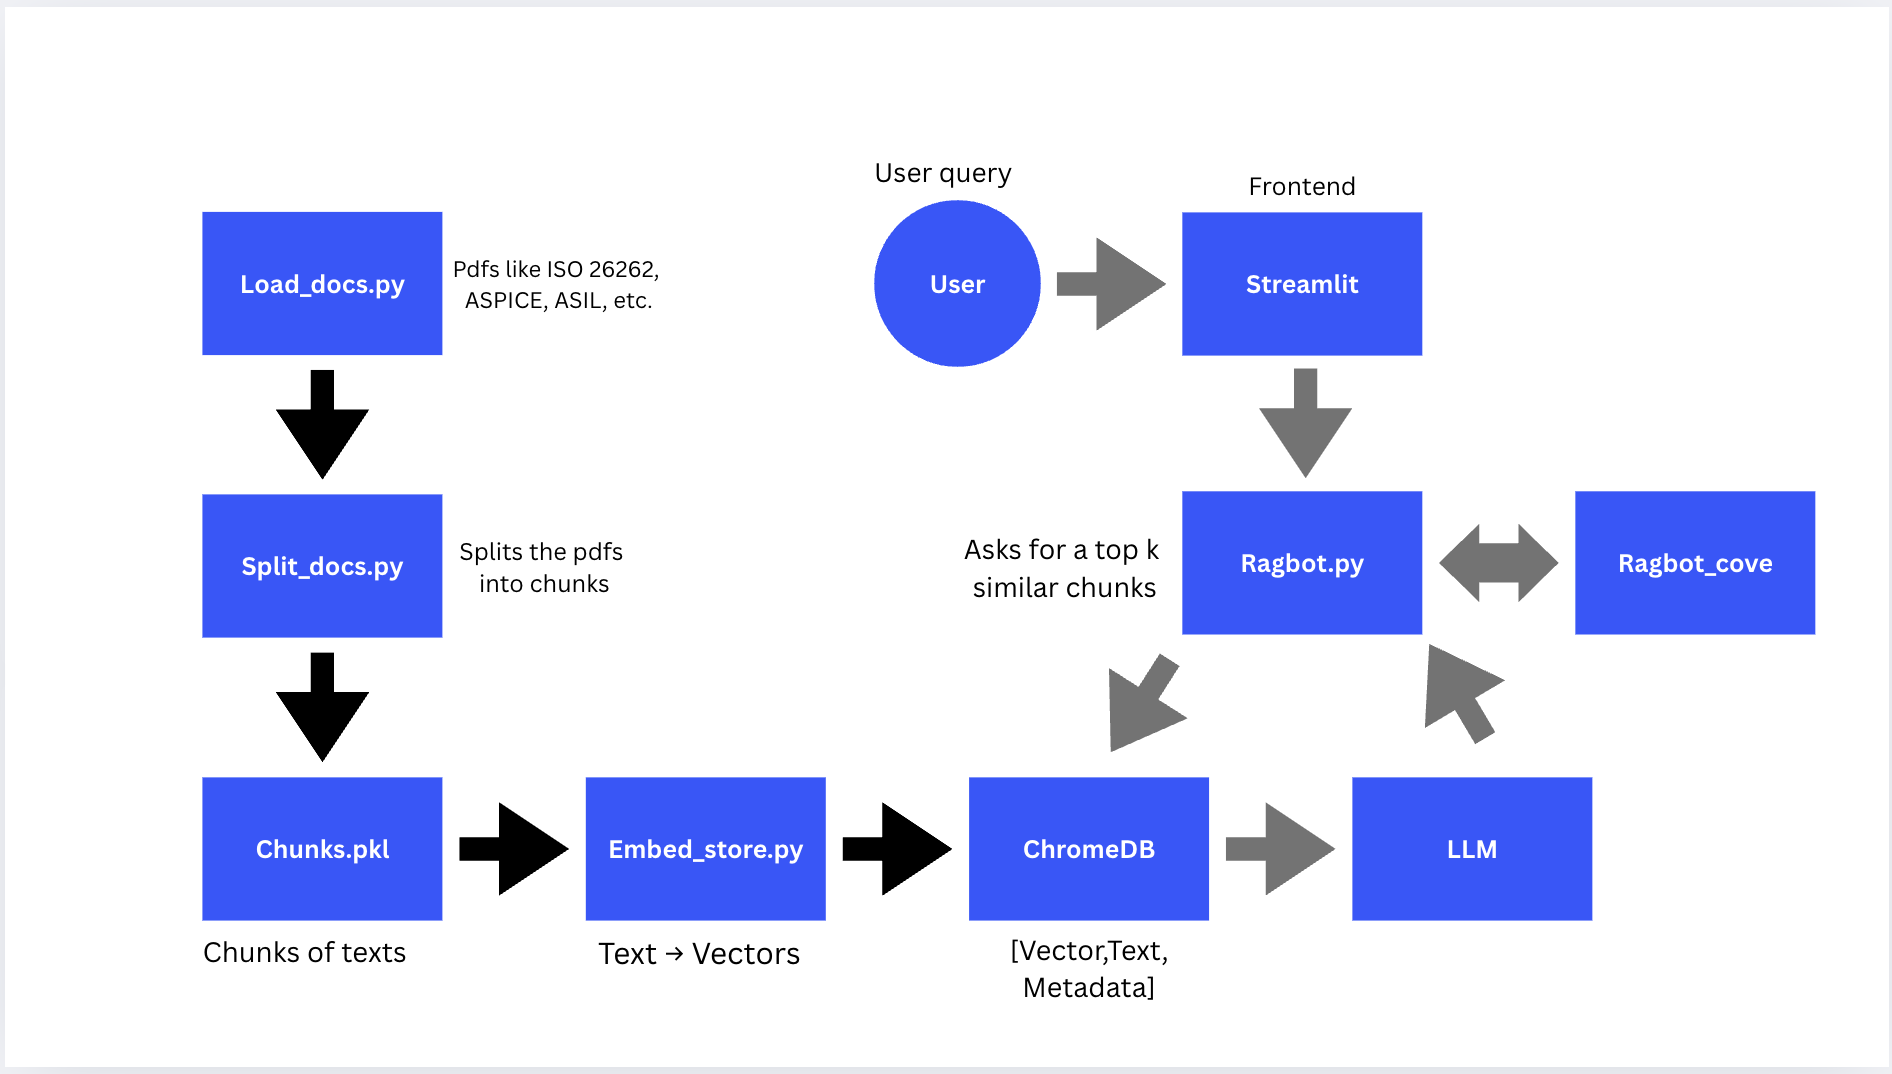 User query
Frontend
Load_docs.py
Pdfs like ISO 26262,
ASPICE, ASIL, etc.
User
Streamlit
Split_docs.py
Splits the pdfs
into chunks
Asks for a top k
similar chunks
Ragbot.py
Ragbot_cove
Chunks.pkl
Embed_store.py
ChromeDB
LLM
Chunks of texts
Text → Vectors
[Vector,Text,
Metadata]